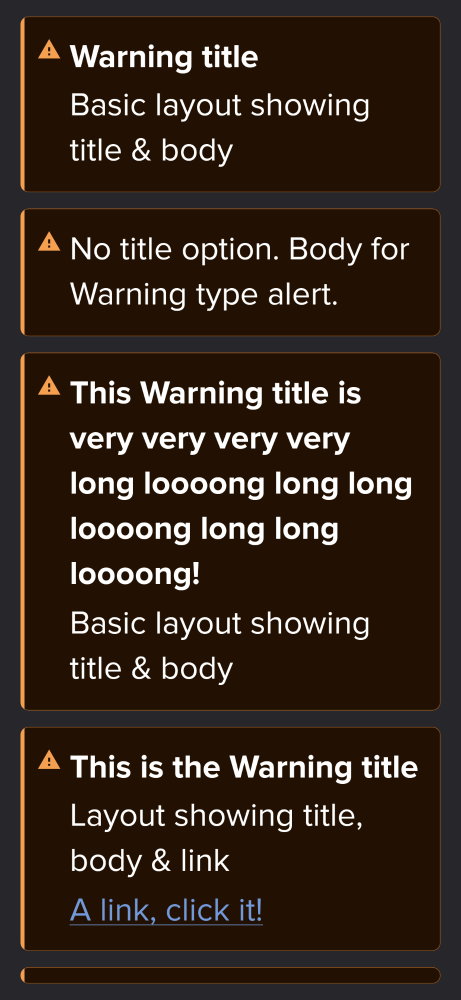 Warning title
Basic layout showing
title & body
No title option. Body for
Warning type alert.
This Warning title is
very very very very
long loooong long long
loooong long long
loooong!
Basic layout showing
title & body
This is the Warning title
Layout showing title,
body & link
A link, click it!